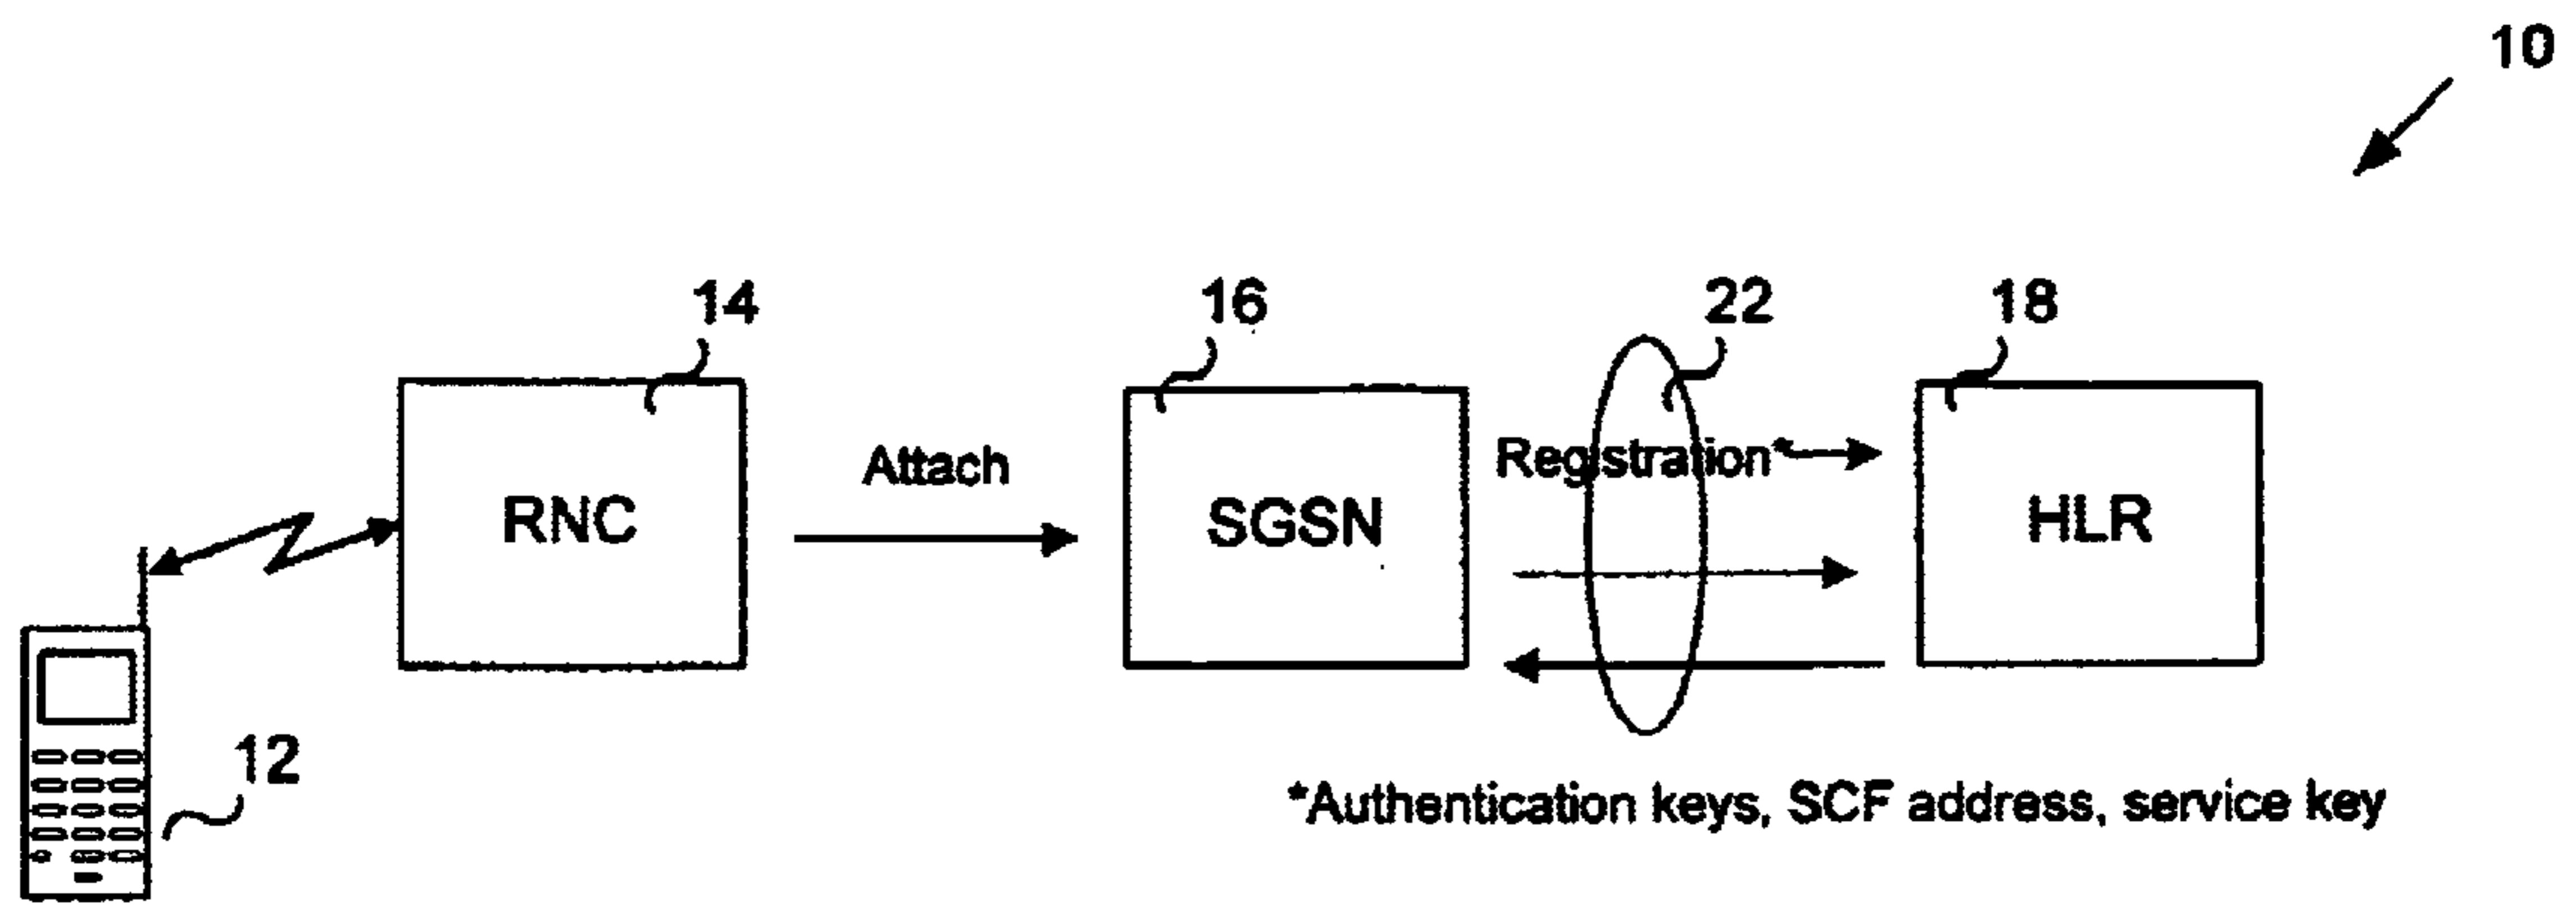 10
14
16
22
18
Attach
Registration*
RNC
SGSN
HLR
12
*Authentication keys, SCF address, service key